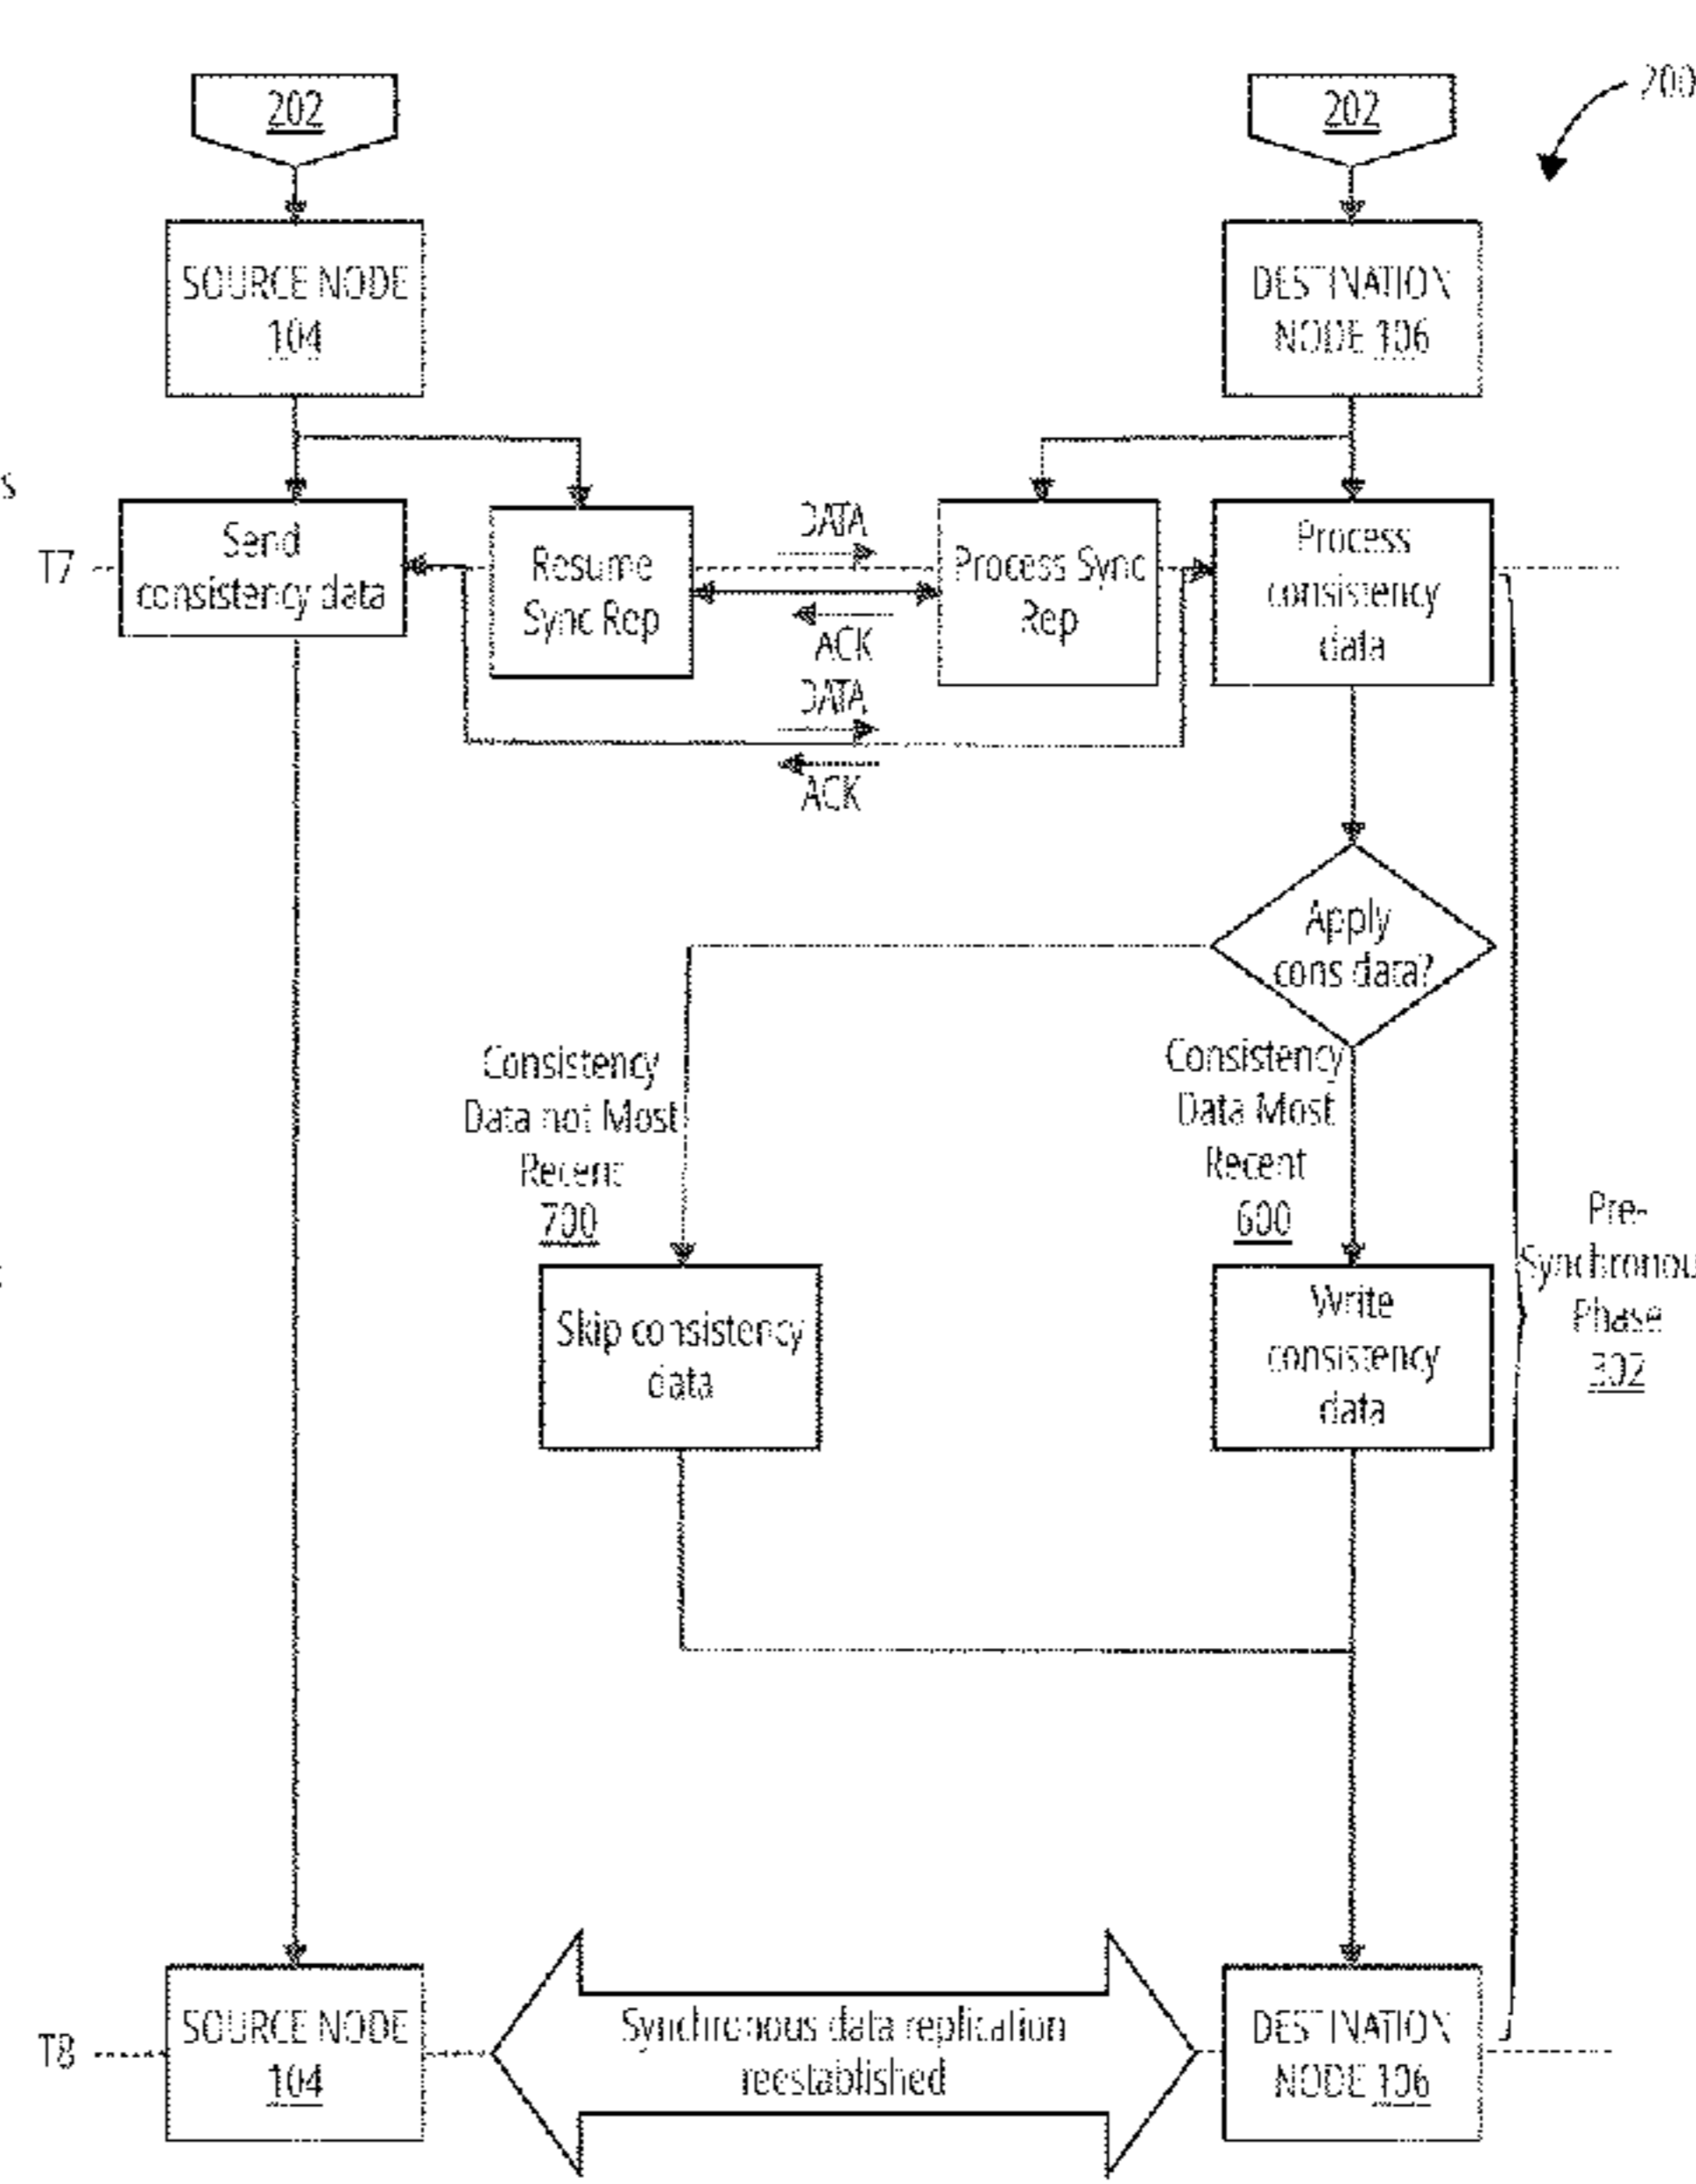 202
202
200
SOURCE NODE
104
DESTINATION
NODE 106
s
T7
Send
consistency data
Resume
Sync Rep
DATA
ACK
DATA
ACK
Process Sync
Rep
Process
consistency
data
Apply
cons data?
Consistency
Data not Most
Recent
700
Consistency
Data Most
Recent
600
Skip consistency
data
Write
consistency
data
Pre-
Synchronou
Phase
302
T8
SOURCE NODE
104
Synchronous data replication
reestablished
DESTINATION
NODE 106